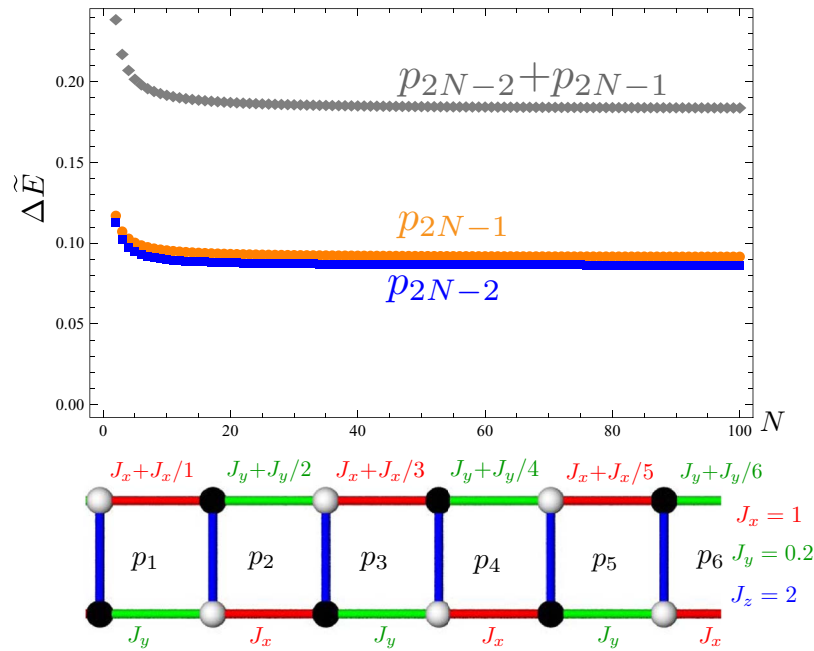 0.20
0.15
0.10
0.05
0.00
ΔẼ
p_{2N−2}+p_{2N−1}
p_{2N−1}
p_{2N−2}
0 20 40 60 80 100 N
J_x+J_x/1 J_y+J_y/2 J_x+J_x/3 J_y+J_y/4 J_x+J_x/5 J_y+J_y/6
J_x = 1
p_1 p_2 p_3 p_4 p_5 p_6 J_y = 0.2
J_z = 2
J_y J_x J_y J_x J_y J_x